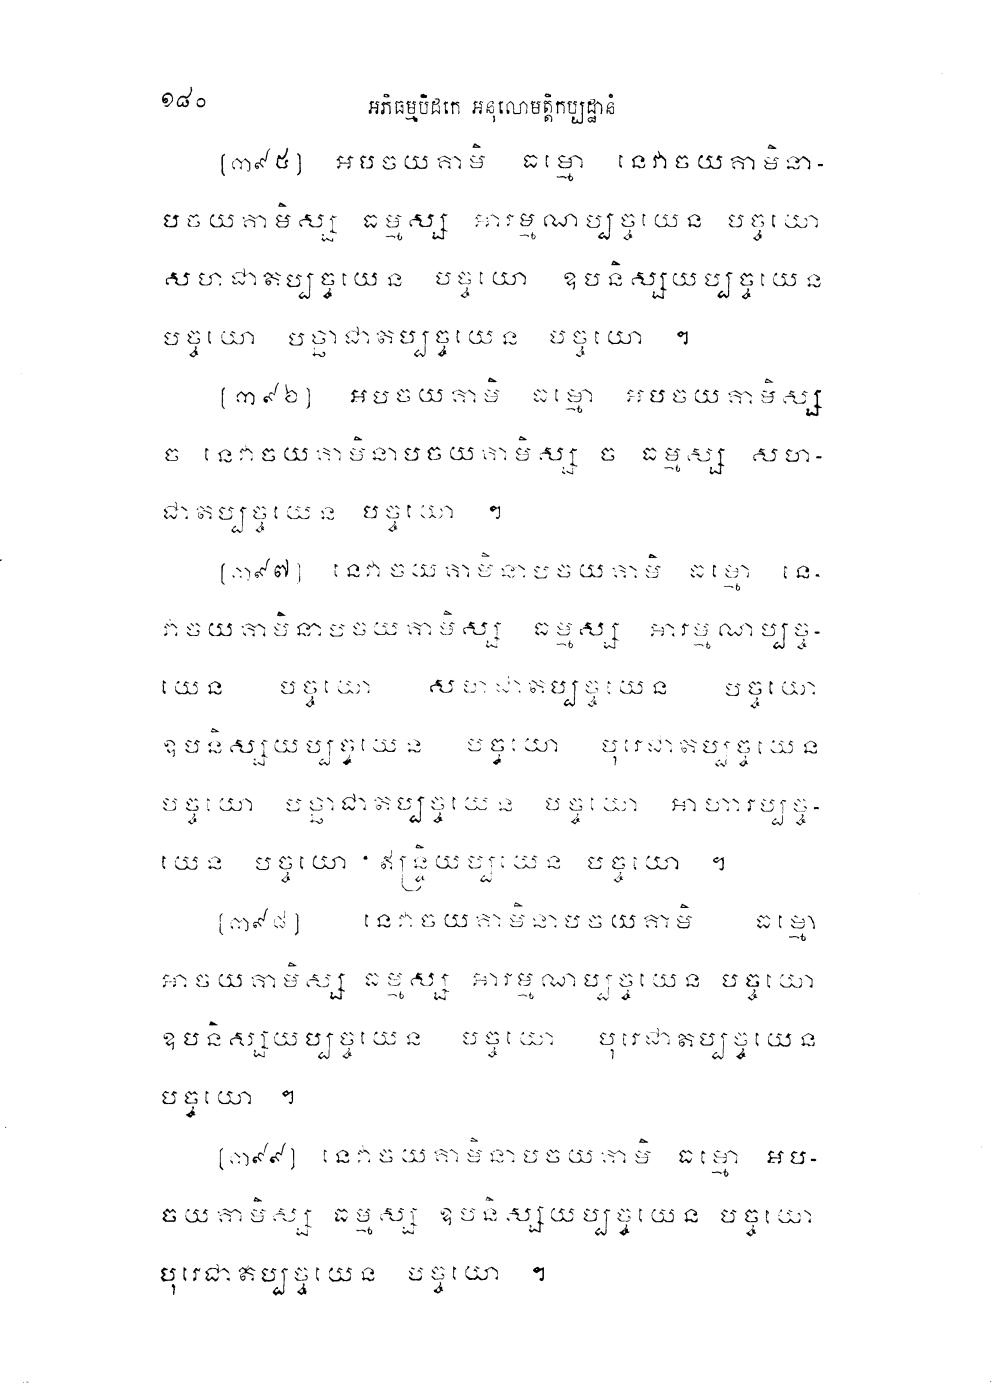 ១៨០
អភិធម្មបិដកេ អនុលោមត្តិកប្បដ្ឋានំ
[៣៩៥] អបចយគាមិ ធម្មោ នេវាចយគាមិនា-
បចយគាមិស្ស ធម្មស្ស អារម្មណប្បច្ចយេន បច្ចយោ
សហជាតប្បច្ចយេន បច្ចយោ ឧបនិស្សយប្បច្ចយេន
បច្ចយោ បច្ឆាជាតប្បច្ចយេន បច្ចយោ ។
[៣៩៦] អបចយគាមិ ធម្មោ អបចយគាមិស្ស
ច នេវាចយគាមិនាបចយគាមិស្ស ច ធម្មស្ស សហ-
ជាតប្បច្ចយេន បច្ចយោ ។
[៣៩៧] នេវាចយគាមិនាបចយគាមិ ធម្មោ នេ-
វាចយគាមិនាបចយគាមិស្ស ធម្មស្ស អារម្មណប្បច្ច-
យេន បច្ចយោ សហជាតប្បច្ចយេន បច្ចយោ
ឧបនិស្សយប្បច្ចយេន បច្ចយោ បុរេជាតប្បច្ចយេន
បច្ចយោ បច្ឆាជាតប្បច្ចយេន បច្ចយោ អាហារប្បច្ច-
យេន បច្ចយោ ឥន្ទ្រិយប្បយេន បច្ចយោ ។
[៣៩៨] នេវាចយគាមិនាបចយគាមិ ធម្មោ
អាចយគាមិស្ស ធម្មស្ស អារម្មណប្បច្ចយេន បច្ចយោ
ឧបនិស្សយប្បច្ចយេន បច្ចយោ បុរេជាតប្បច្ចយេន
បច្ចយោ ។
[៣៩៩] នេវាចយគាមិនាបចយគាមិ ធម្មោ អប-
ចយគាមិស្ស ធម្មស្ស ឧបនិស្សយប្បច្ចយេន បច្ចយោ
បុរេជាតប្បច្ចយេន បច្ចយោ ។